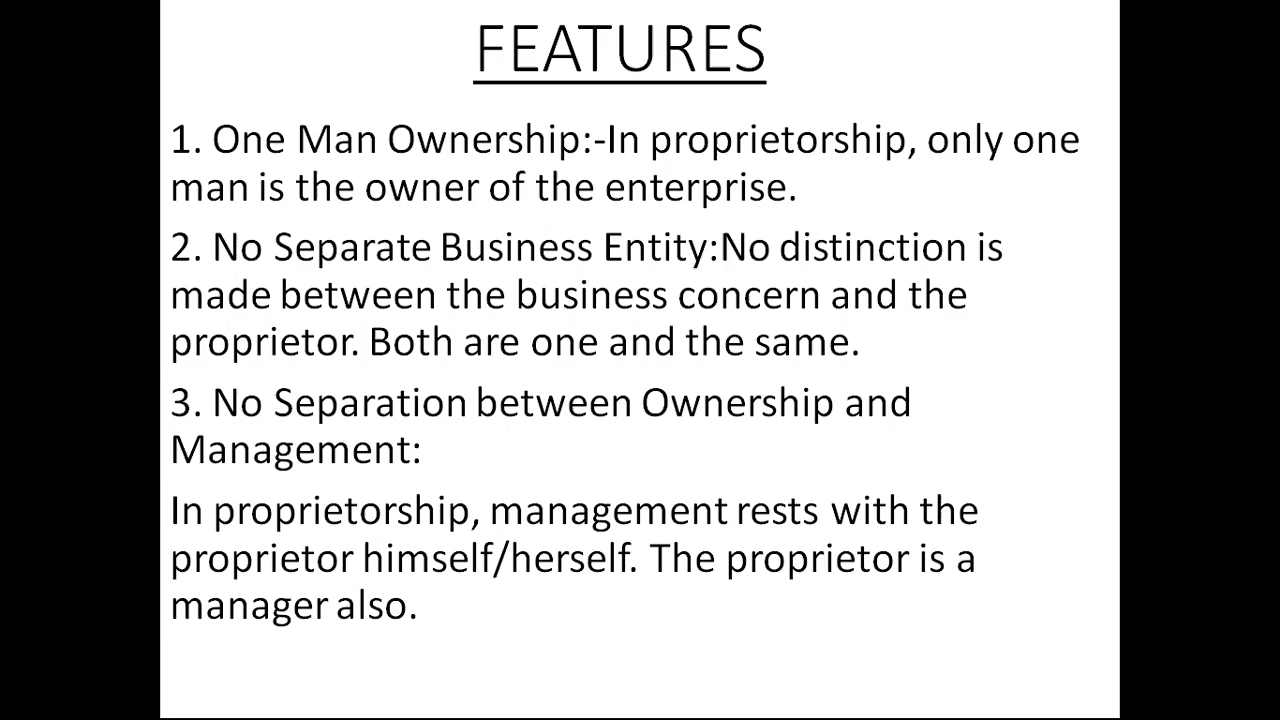 FEATURES
1. One Man Ownership:-In proprietorship, only one
man is the owner of the enterprise.
2. No Separate Business Entity:No distinction is
made between the business concern and the
proprietor. Both are one and the same.
3. No Separation between Ownership and
Management:
In proprietorship, management rests with the
proprietor himself/herself. The proprietor is a
manager also.